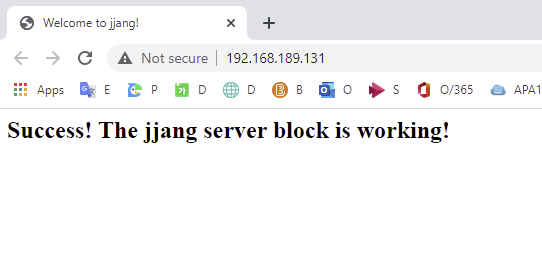 Welcome to jjang!
Not secure 192.168.189.131
Apps E P 가 D D B B O S O/365 APA1
Success! The jjang server block is working!